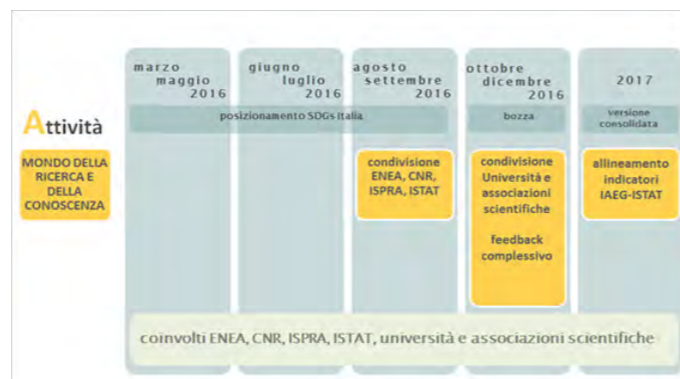 marzo
maggio
2016
giugno
luglio
2016
agosto
settembre
2016
ottobre
dicembre
2016
2017
posizionamento SDGs italia
bozza
versione
consolidata
Attività
MONDO DELLA
RICERCA E
DELLA
CONOSCENZA
condivisione
ENEA, CNR,
ISPRA, ISTAT
condivisione
Università e
associazioni
scientifiche
feedback
complessivo
allineamento
indicatori
IAEG-ISTAT
coinvolti ENEA, CNR, ISPRA, ISTAT, università e associazioni scientifiche